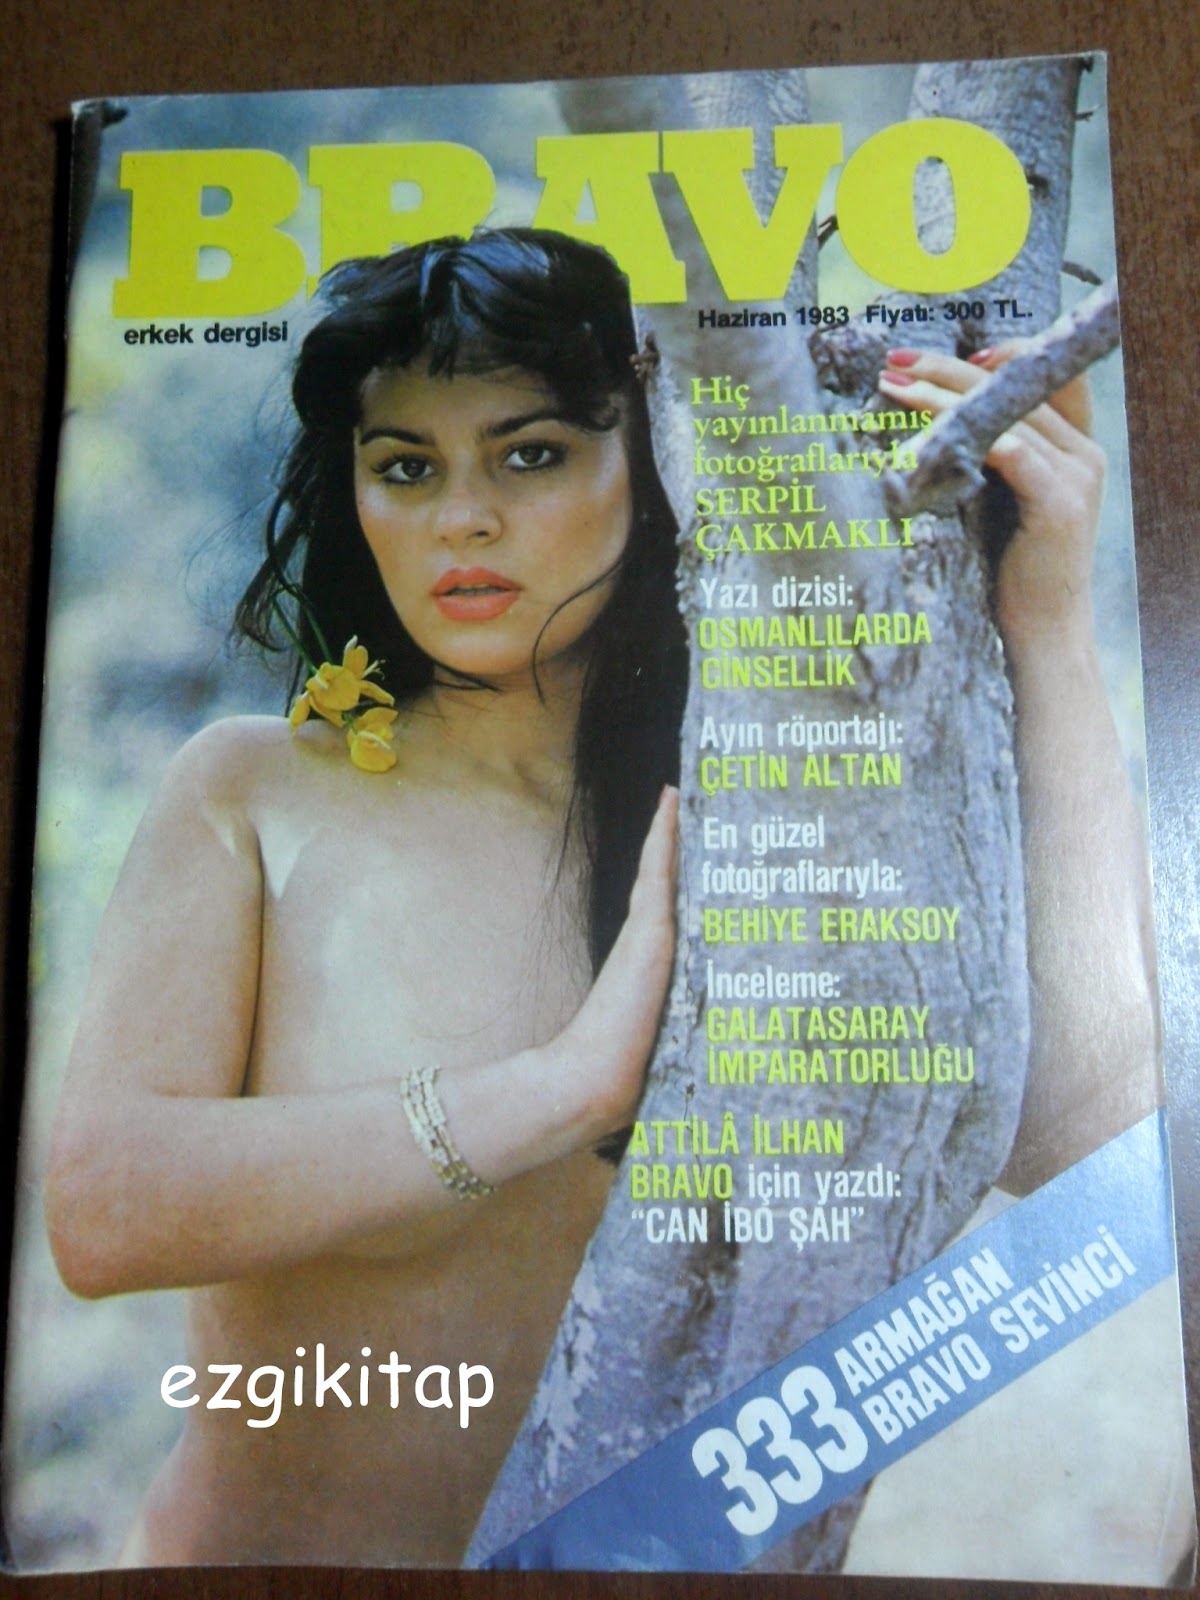 BRAVO
erkek dergisi
Haziran 1983 Fiyatı: 300 TL.
Hiç
yayınlanmamış
fotoğraflarıyla
SERPİL
ÇAKMAKLI
Yazı dizisi:
OSMANLILARDA
CİNSELLİK
Ayın röportajı:
ÇETİN ALTAN
En güzel
fotoğraflarıyla:
BEHİYE ERAKSOY
İnceleme:
GALATASARAY
İMPARATORLUĞU
ATTİLÂ İLHAN
BRAVO için yazdı:
"CAN İBO ŞAH"
333 ARMAĞAN
BRAVO SEVİNCİ
ezgikitap